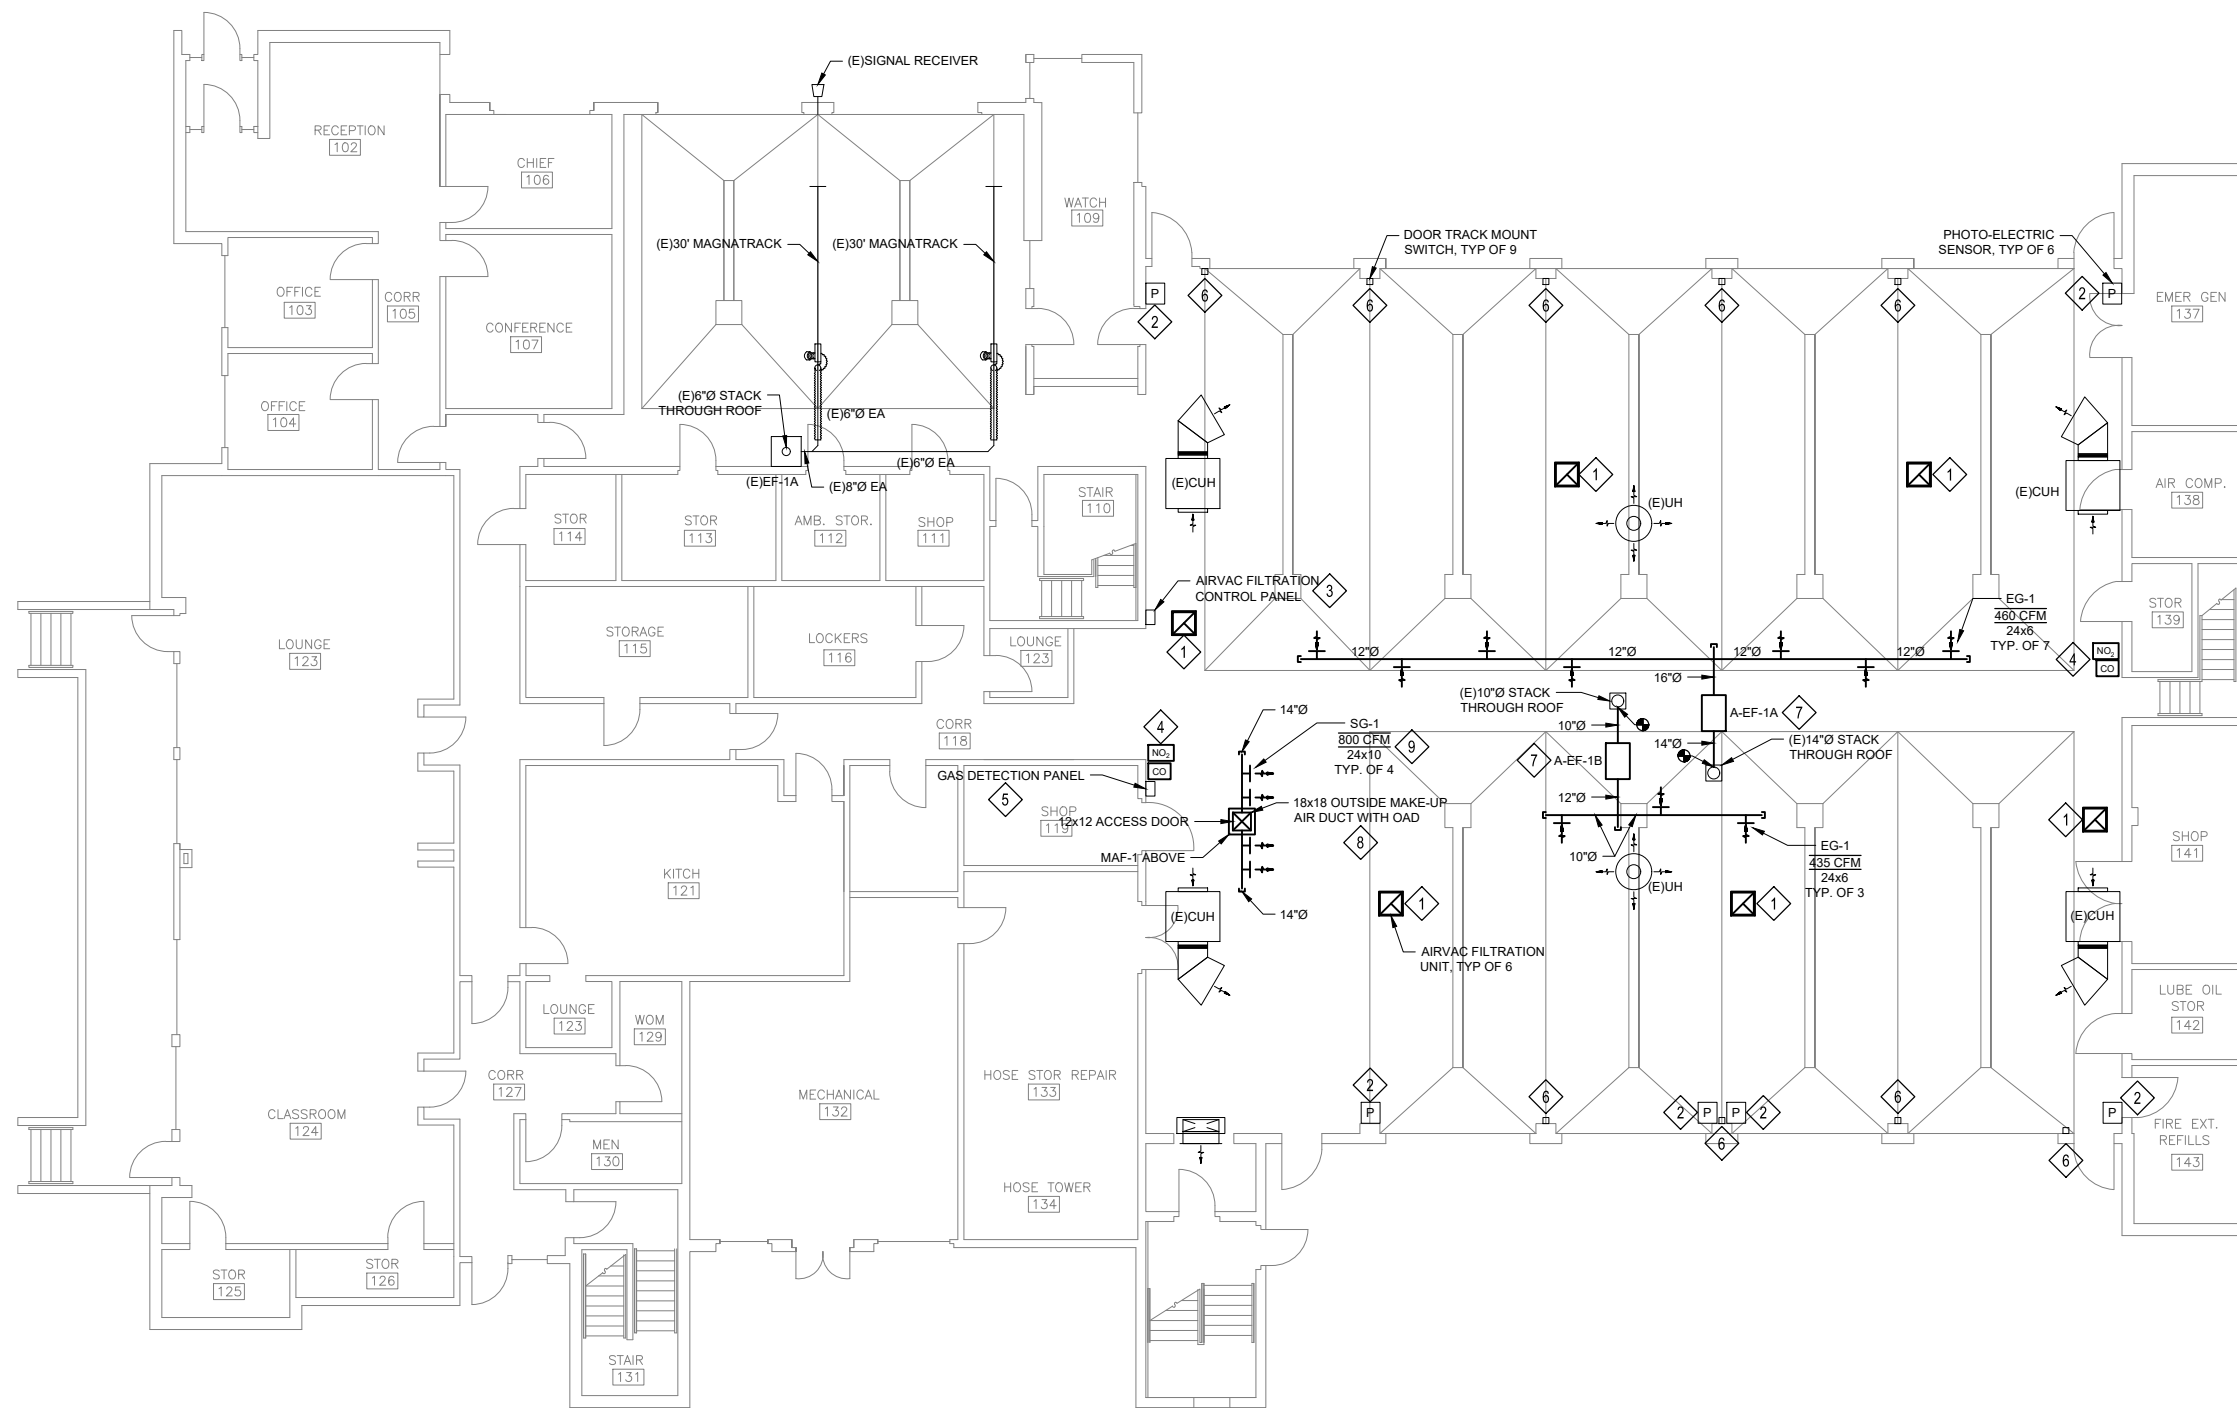 (E)SIGNAL RECEIVER
RECEPTION
102
CHIEF
106
WATCH
109
(E)30' MAGNATRACK
(E)30' MAGNATRACK
DOOR TRACK MOUNT
SWITCH, TYP OF 9
PHOTO-ELECTRIC
SENSOR, TYP OF 6
OFFICE
103
CORR
105
CONFERENCE
107
P
2
6
6
6
6
6
2
P
EMER GEN
137
OFFICE
104
(E)6"Ø STACK
THROUGH ROOF
(E)6"Ø EA
(E)6"Ø EA
(E)EF-1A
(E)8"Ø EA
(E)CUH
1
(E)UH
1
(E)CUH
AIR COMP.
138
STOR
114
STOR
113
AMB. STOR.
112
SHOP
111
STAIR
110
AIRVAC FILTRATION
CONTROL PANEL
3
1
EG-1
460 CFM
24x6
TYP. OF 7
STOR
139
LOUNGE
123
STORAGE
115
LOCKERS
116
LOUNGE
123
12"Ø
12"Ø
12"Ø
12"Ø
4
NO2
CO
16"Ø
(E)10"Ø STACK
THROUGH ROOF
10"Ø
A-EF-1A
7
14"Ø
(E)14"Ø STACK
THROUGH ROOF
CORR
118
4
NO2
CO
14"Ø
SG-1
800 CFM
24x10
TYP. OF 4
9
7
A-EF-1B
GAS DETECTION PANEL
5
SHOP
119
12x12 ACCESS DOOR
18x18 OUTSIDE MAKE-UP
AIR DUCT WITH OAD
MAF-1 ABOVE
8
12"Ø
10"Ø
EG-1
435 CFM
24x6
TYP. OF 3
1
SHOP
141
KITCH
121
(E)CUH
14"Ø
1
(E)UH
1
(E)CUH
AIRVAC FILTRATION
UNIT, TYP OF 6
LUBE OIL
STOR
142
LOUNGE
123
WOM
129
CORR
127
MECHANICAL
132
HOSE STOR REPAIR
133
CLASSROOM
124
2
P
6
2
P
P
2
6
6
P
2
6
FIRE EXT.
REFILLS
143
MEN
130
HOSE TOWER
134
STOR
125
STOR
126
STAIR
131